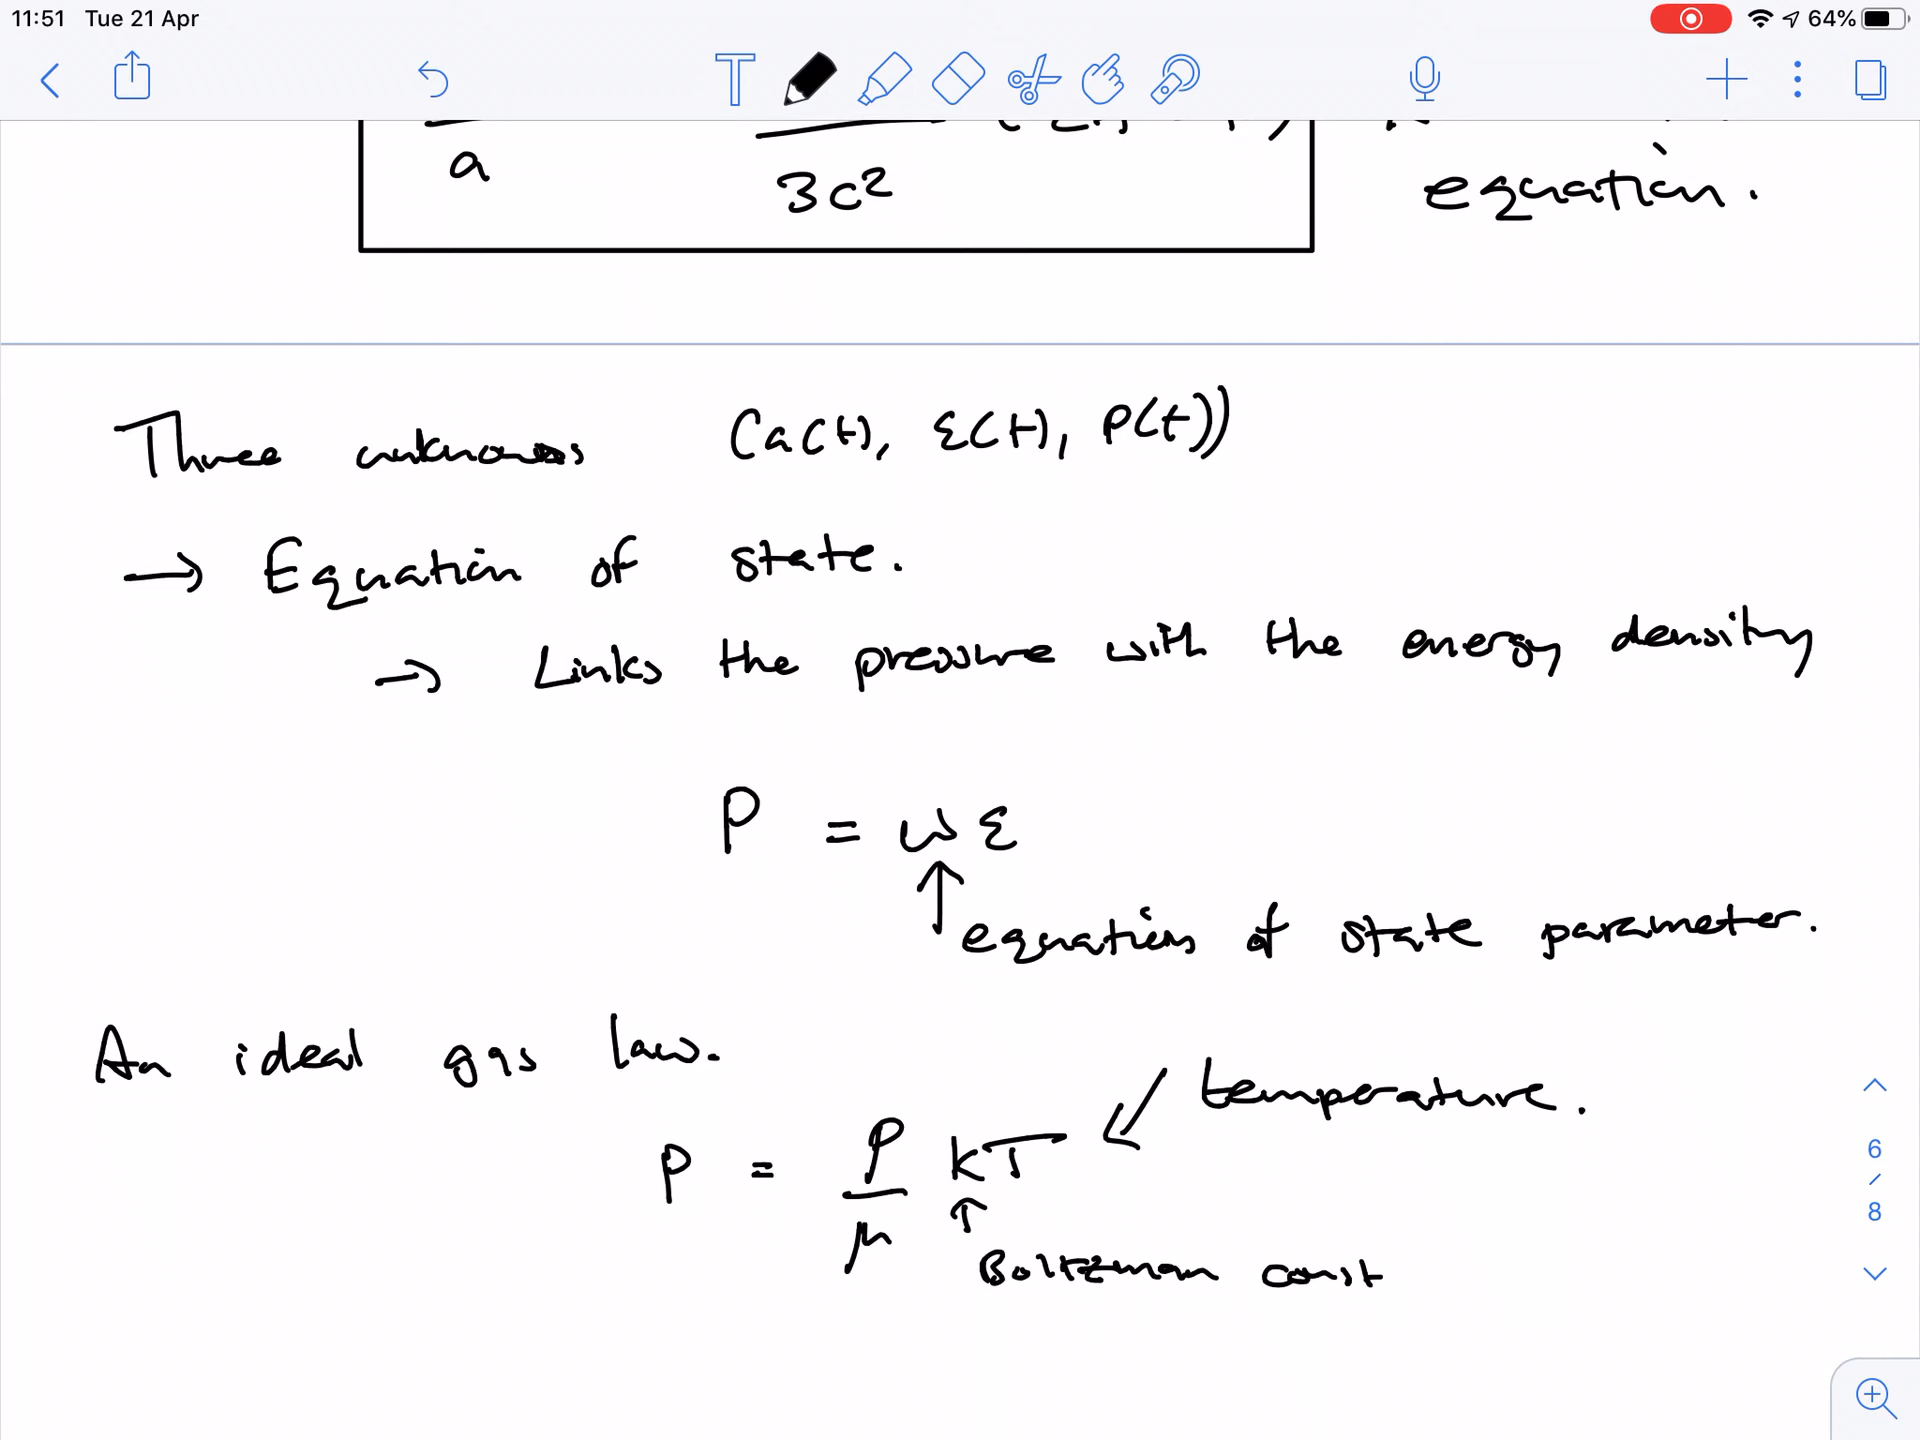 11:51 Tue 21 Apr 64%
T
a
3c²
equation.
Three unknowns (a(t), ε(t), P(t))
→ Equation of state.
→ Links the pressure with the energy density
P = ωε
↑ equation of state parameter.
An ideal gas law.
temperature.
P = ρ/μ kT
↑
Boltzman const
6
/
8